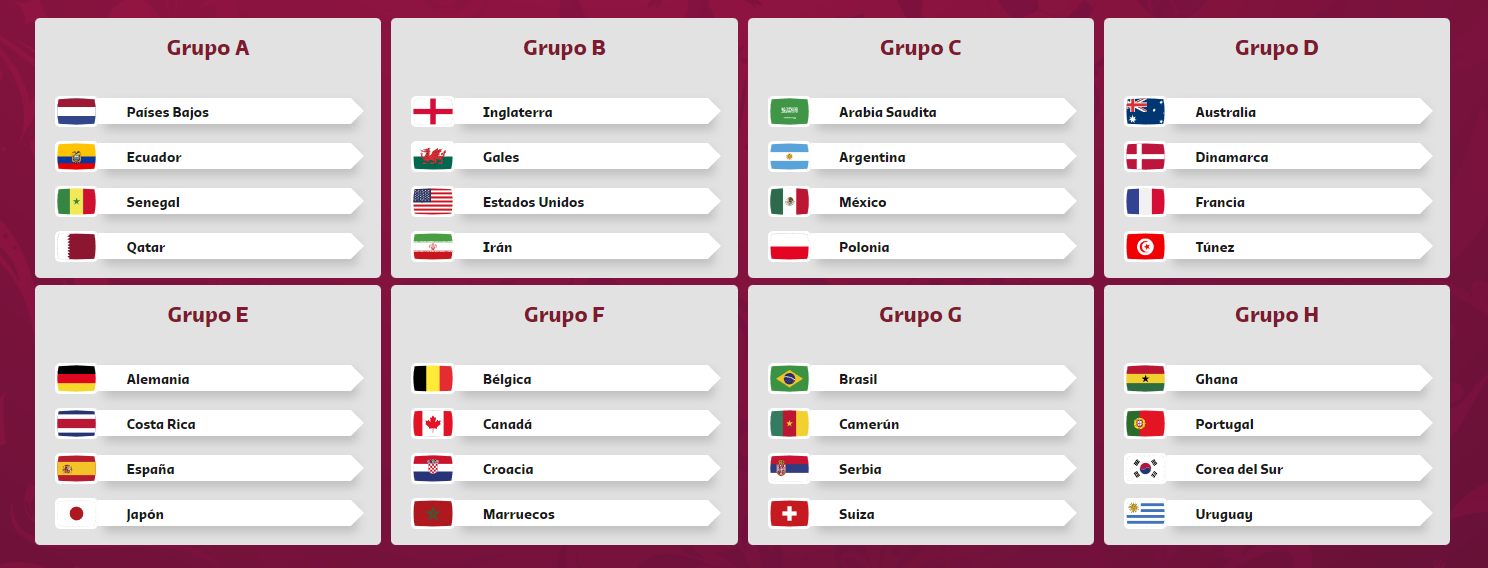 Grupo A
Países Bajos
Ecuador
Senegal
Qatar
Grupo B
Inglaterra
Gales
Estados Unidos
Irán
Grupo C
Arabia Saudita
Argentina
México
Polonia
Grupo D
Australia
Dinamarca
Francia
Túnez
Grupo E
Alemania
Costa Rica
España
Japón
Grupo F
Bélgica
Canadá
Croacia
Marruecos
Grupo G
Brasil
Camerún
Serbia
Suiza
Grupo H
Ghana
Portugal
Corea del Sur
Uruguay